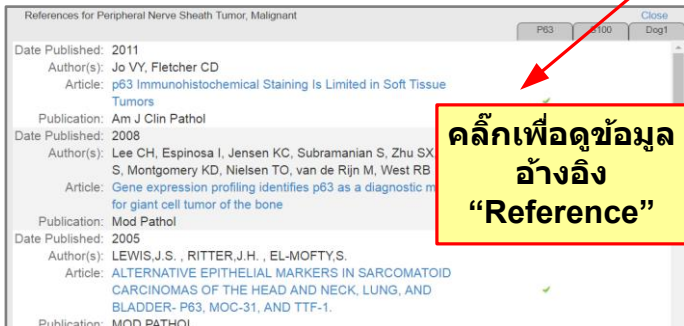 References for Peripheral Nerve Sheath Tumor, Malignant
Close
P63 S100 Dog1
Date Published: 2011
Author(s): Jo VY, Fletcher CD
Article: p63 Immunohistochemical Staining Is Limited in Soft Tissue
Tumors
Publication: Am J Clin Pathol
Date Published: 2008
Author(s): Lee CH, Espinosa I, Jensen KC, Subramanian S, Zhu SX,
S, Montgomery KD, Nielsen TO, van de Rijn M, West RB
Article: Gene expression profiling identifies p63 as a diagnostic
for giant cell tumor of the bone
Publication: Mod Pathol
Date Published: 2005
Author(s): LEWIS,J.S. , RITTER,J.H. , EL-MOFTY,S.
Article: ALTERNATIVE EPITHELIAL MARKERS IN SARCOMATOID
CARCINOMAS OF THE HEAD AND NECK, LUNG, AND
BLADDER- P63, MOC-31, AND TTF-1.
Publication: MOD PATHOL
คลิ๊กเพื่อดูข้อมูล
อ้างอิง
“Reference”